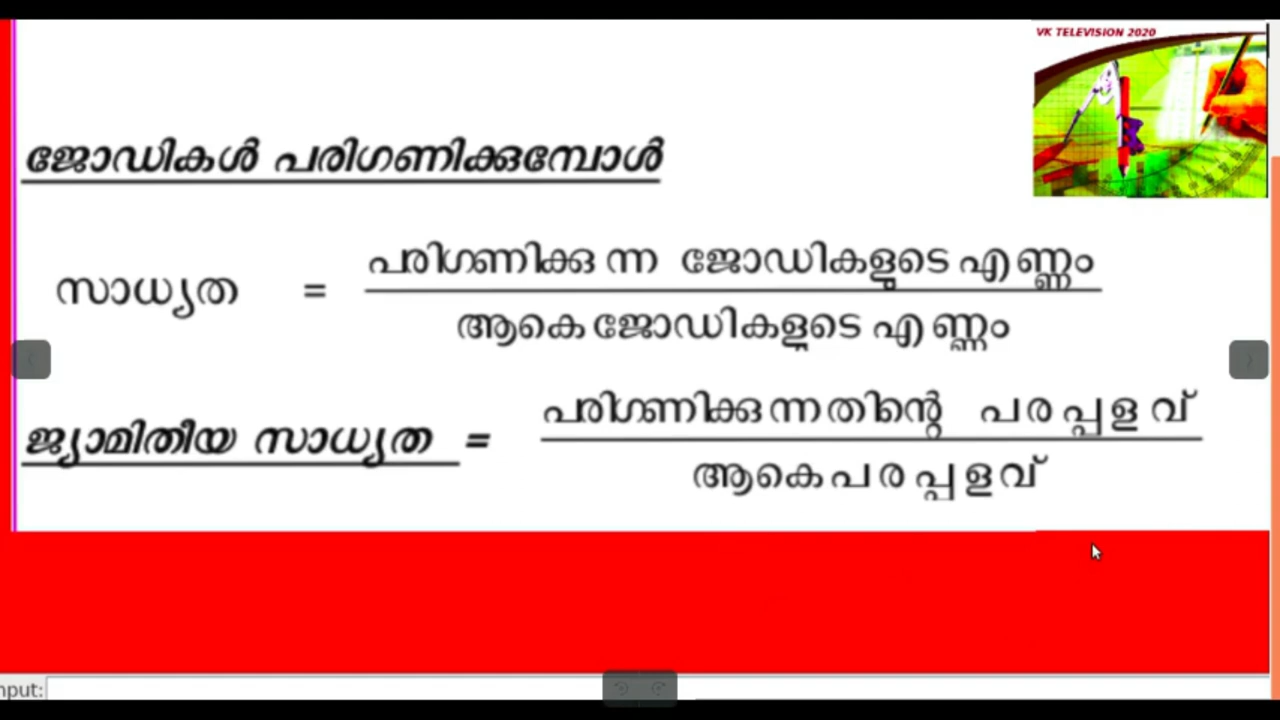 VK TELEVISION 2020
ജോഡികൾ പരിഗണിക്കുമ്പോൾ
പരിഗണിക്കുന്ന ജോഡികളുടെ എണ്ണം
സാധ്യത =
ആകെ ജോഡികളുടെ എണ്ണം
പരിഗണിക്കുന്നതിന്റെ പരപ്പളവ്
ജ്യാമിതീയ സാധ്യത =
ആകെ പരപ്പളവ്
nput: